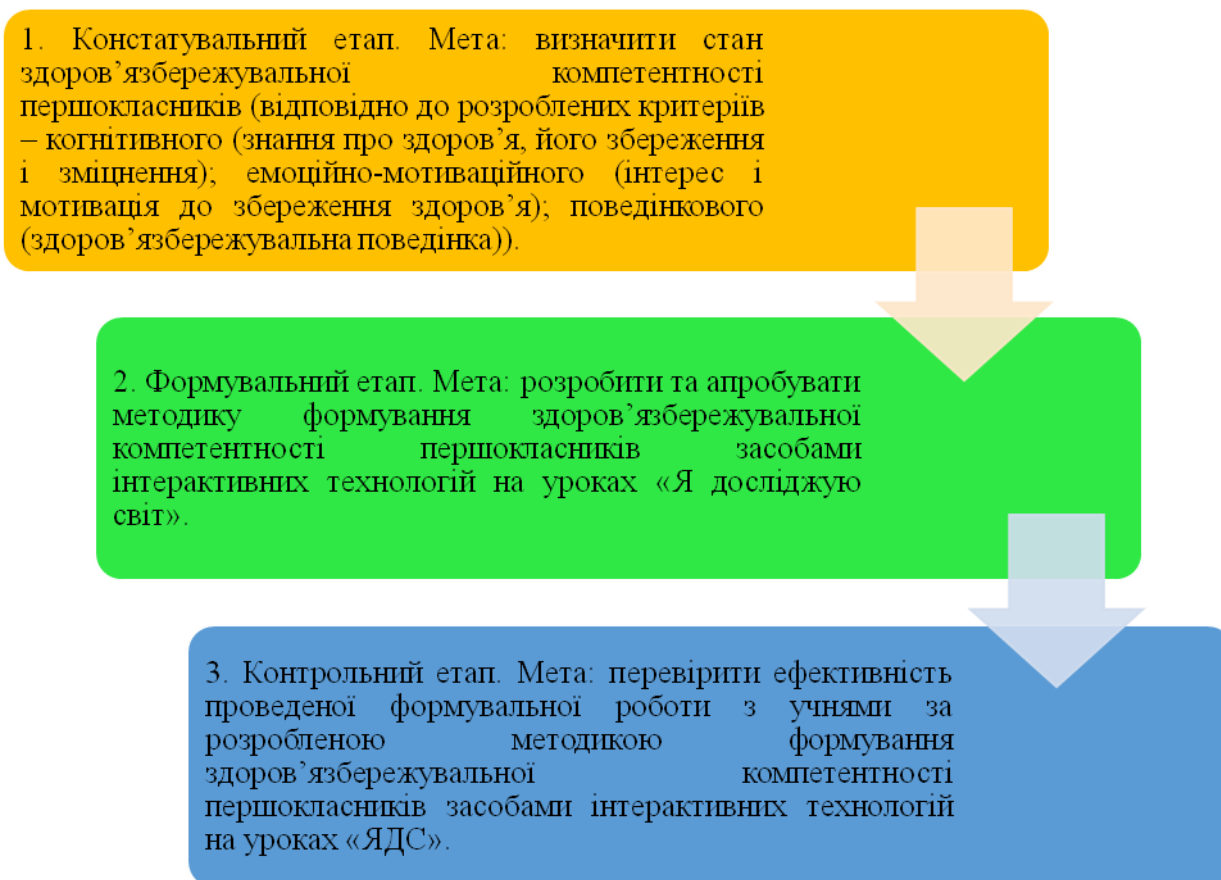 1. Констатувальний етап. Мета: визначити стан
здоров’язбережувальної компетентності
першокласників (відповідно до розроблених критеріїв
– когнітивного (знання про здоров’я, його збереження
і зміцнення); емоційно-мотиваційного (інтерес і
мотивація до збереження здоров’я); поведінкового
(здоров’язбережувальна поведінка)).
2. Формувальний етап. Мета: розробити та апробувати
методику формування здоров’язбережувальної
компетентності першокласників засобами
інтерактивних технологій на уроках «Я досліджую
світ».
3. Контрольний етап. Мета: перевірити ефективність
проведеної формувальної роботи з учнями за
розробленою методикою формування
здоров’язбережувальної компетентності
першокласників засобами інтерактивних технологій
на уроках «ЯДС».